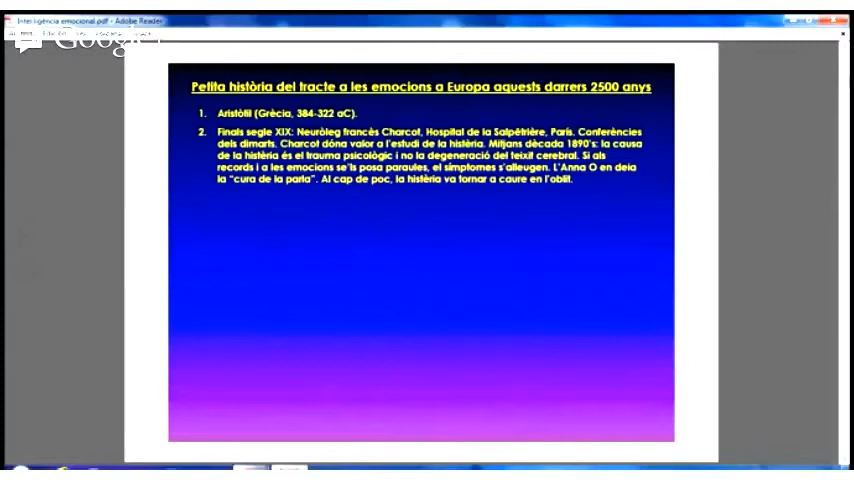 Intel·ligència emocional.pdf - Adobe Reader
Google+
Petita història del tracte a les emocions a Europa aquests darrers 2500 anys
1. Aristòtil (Grècia, 384-322 aC).
2. Finals segle XIX: Neuròleg francès Charcot, Hospital de la Salpêtrière, París. Conferències
dels dimarts. Charcot dóna valor a l'estudi de la histèria. Mitjans dècada 1890's: la causa
de la histèria és el trauma psicològic i no la degeneració del teixit cerebral. Si als
records i a les emocions se'ls posa paraules, el símptomes s'alleugen. L'Anna O en deia
la "cura de la parla". Al cap de poc, la histèria va tornar a caure en l'oblit.